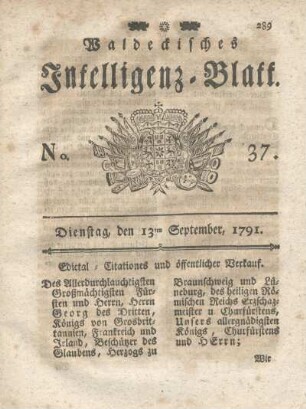 289
Waldeckisches
Intelligenz-Blatt.
No. 37.
Dienstag, den 13ten September, 1791.
Edictal, Citationes und öffentlicher Verkauf.
Des Allerdurchlauchtigsten
Großmächtigsten Für
sten und Herrn, Herrn
Georg des Dritten,
Königs von Grosbrit
tannien, Frankreich und
Irland, Beschützer des
Glaubens, Herzogs zu
Braunschweig und Lü
neburg, des heiligen Rö
mischen Reichs Erzschaz
meister u Churfürstens,
Unsers allergnädigsten
Königs, Churfürstens
und HErrn;
Wir